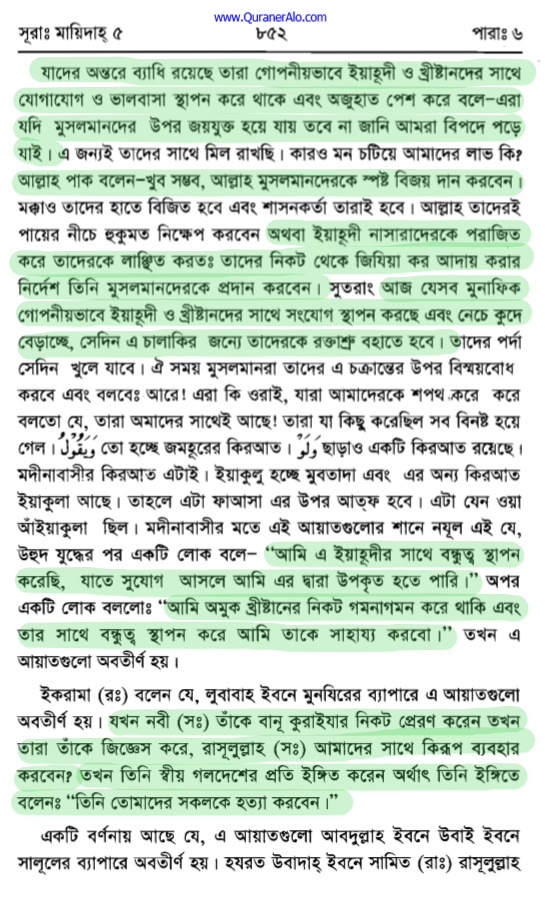 www.QuranerAlo.com
সূরাঃ মায়িদাহ্ ৫ ৮৫২ পারাঃ ৬
যাদের অন্তরে ব্যাধি রয়েছে তারা গোপনীয়ভাবে ইয়াহূদী ও খ্রীষ্টানদের সাথে
যোগাযোগ ও ভালবাসা স্থাপন করে থাকে এবং অজুহাত পেশ করে বলে-এরা
যদি মুসলমানদের উপর জয়যুক্ত হয়ে যায় তবে না জানি আমরা বিপদে পড়ে
যাই। এ জন্যই তাদের সাথে মিল রাখছি। কারও মন চটিয়ে আমাদের লাভ কি?
আল্লাহ পাক বলেন-খুব সম্ভব, আল্লাহ মুসলমানদেরকে স্পষ্ট বিজয় দান করবেন।
মক্কাও তাদের হাতে বিজিত হবে এবং শাসনকর্তা তারাই হবে। আল্লাহ তাদেরই
পায়ের নীচে হুকুমত নিক্ষেপ করবেন অথবা ইয়াহূদী নাসারাদেরকে পরাজিত
করে তাদেরকে লাঞ্ছিত করতঃ তাদের নিকট থেকে জিযিয়া কর আদায় করার
নির্দেশ তিনি মুসলমানদেরকে প্রদান করবেন। সুতরাং আজ যেসব মুনাফিক
গোপনীয়ভাবে ইয়াহূদী ও খ্রীষ্টানদের সাথে সংযোগ স্থাপন করছে এবং নেচে কুদে
বেড়াচ্ছে, সেদিন এ চালাকির জন্যে তাদেরকে রক্তাশ্রু বহাতে হবে। তাদের পর্দা
সেদিন খুলে যাবে। ঐ সময় মুসলমানরা তাদের এ চক্রান্তের উপর বিস্ময়বোধ
করবে এবং বলবেঃ আরে! এরা কি ওরাই, যারা আমাদেরকে শপথ করে করে
বলতো যে, তারা অমাদের সাথেই আছে! তারা যা কিছু করেছিল সব বিনষ্ট হয়ে
গেল। وَيَقُوْلُ তো হচ্ছে জমহূরের কিরআত। وَلَوْ ছাড়াও একটি কিরআত রয়েছে।
মদীনাবাসীর কিরআত এটাই। ইয়াকুলু হচ্ছে মুবতাদা এবং এর অন্য কিরআত
ইয়াকুলা আছে। তাহলে এটা ফাআসা এর উপর আত্ফ হবে। এটা যেন ওয়া
আঁইয়াকুলা ছিল। মদীনাবাসীর মতে এই আয়াতগুলোর শানে নযূল এই যে,
উহুদ যুদ্ধের পর একটি লোক বলে- “আমি এ ইয়াহূদীর সাথে বন্ধুত্ব স্থাপন
করেছি, যাতে সুযোগ আসলে আমি এর দ্বারা উপকৃত হতে পারি।” অপর
একটি লোক বললোঃ “আমি অমুক খ্রীষ্টানের নিকট গমনাগমন করে থাকি এবং
তার সাথে বন্ধুত্ব স্থাপন করে আমি তাকে সাহায্য করবো।” তখন এ
আয়াতগুলো অবতীর্ণ হয়।
ইকরামা (রঃ) বলেন যে, লুবাবাহ ইবনে মুনযিরের ব্যাপারে এ আয়াতগুলো
অবতীর্ণ হয়। যখন নবী (সঃ) তাঁকে বানূ কুরাইযার নিকট প্রেরণ করেন তখন
তারা তাঁকে জিজ্ঞেস করে, রাসূলুল্লাহ (সঃ) আমাদের সাথে কিরূপ ব্যবহার
করবেন? তখন তিনি স্বীয় গলদেশের প্রতি ইঙ্গিত করেন অর্থাৎ তিনি ইঙ্গিতে
বলেনঃ “তিনি তোমাদের সকলকে হত্যা করবেন।”
একটি বর্ণনায় আছে যে, এ আয়াতগুলো আবদুল্লাহ ইবনে উবাই ইবনে
সালূলের ব্যাপারে অবতীর্ণ হয়। হযরত উবাদাহ্ ইবনে সামিত (রাঃ) রাসূলুল্লাহ